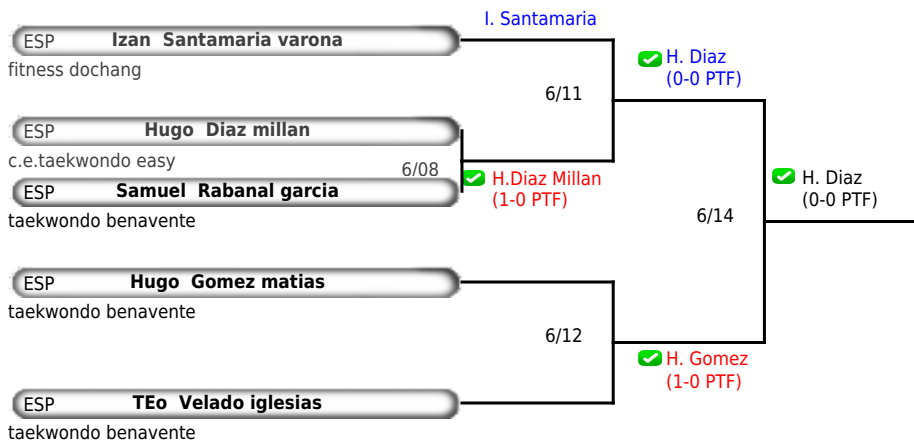 I. Santamaria
ESP Izan Santamaria varona
fitness dochang
6/11
H. Diaz
(0-0 PTF)
ESP Hugo Diaz millan
c.e.taekwondo easy
6/08
H.Diaz Millan
(1-0 PTF)
ESP Samuel Rabanal garcia
taekwondo benavente
6/14
H. Diaz
(0-0 PTF)
ESP Hugo Gomez matias
taekwondo benavente
6/12
H. Gomez
(1-0 PTF)
ESP TEo Velado iglesias
taekwondo benavente